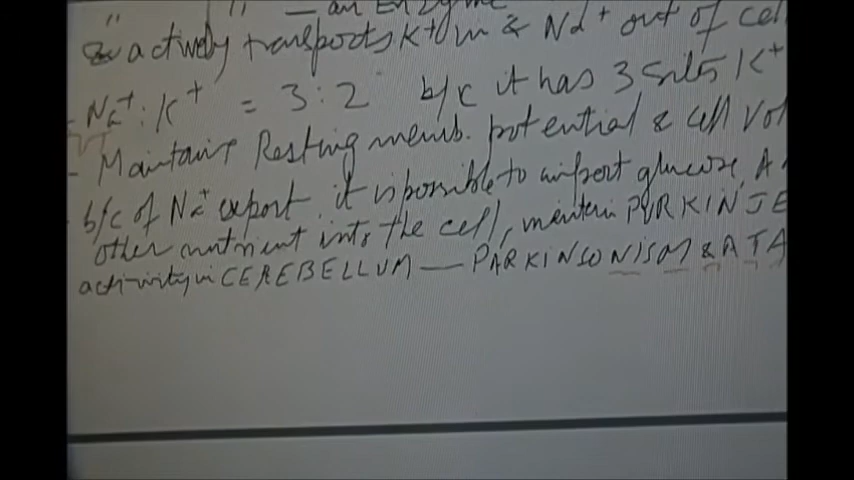 " " — an Enzyme
& actively transports K+ in & Na+ out of cel
- Na+ : K+ = 3:2 b/c it has 3 sites K+
- Maintains Resting memb. potential & cell Vol
- b/c of Na+ export, it is possible to import glucose, A
other nutrient into the cell, maintain PURKINJE
activity in CEREBELLUM — PARKINSONISM & ATA